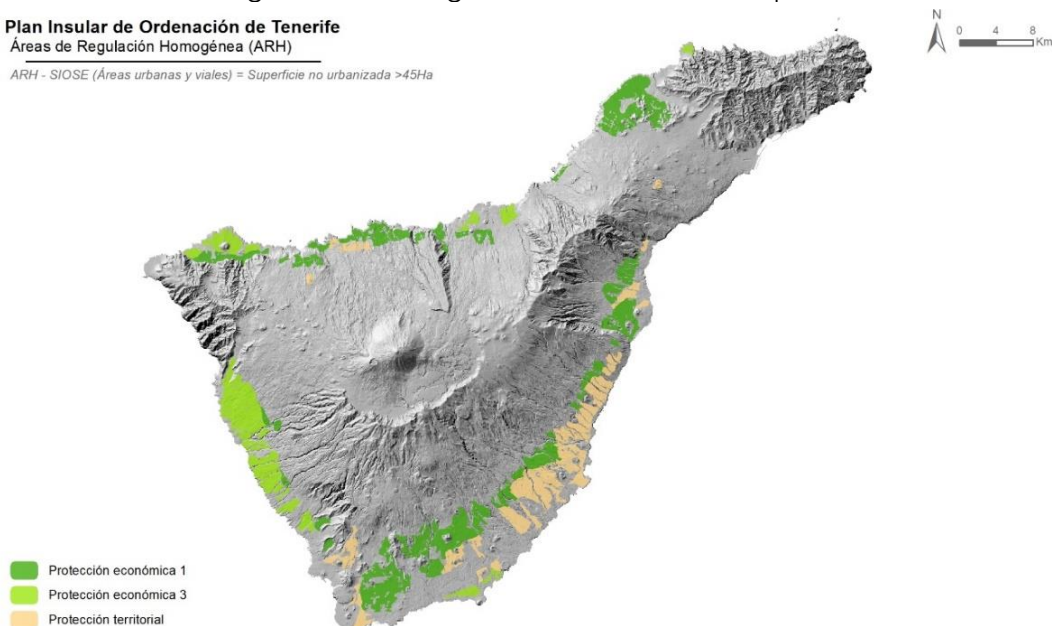 Plan Insular de Ordenación de Tenerife
Áreas de Regulación Homogénea (ARH)
ARH - SIOSE (Áreas urbanas y viales) = Superficie no urbanizada >45Ha
N
0 4 8
Km
Protección económica 1
Protección económica 3
Protección territorial